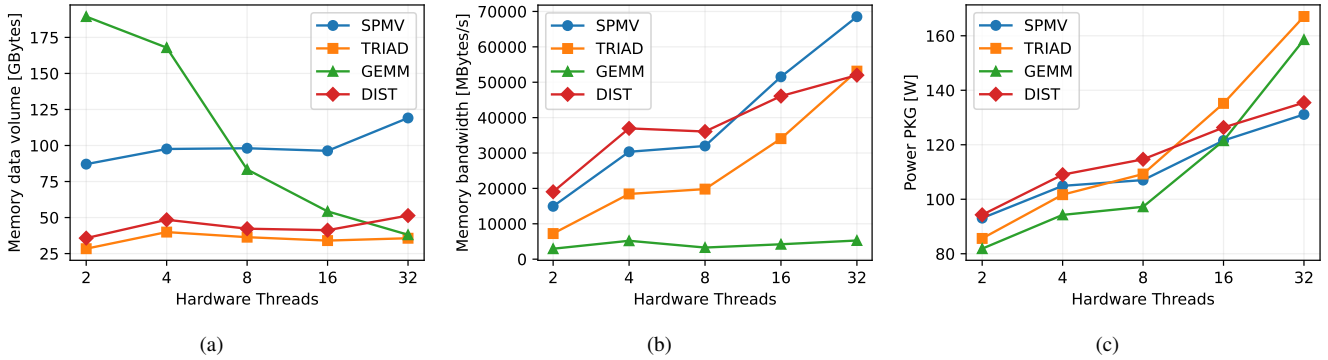 Memory data volume [GBytes]
175
150
125
100
75
50
25
2 4 8 16 32
Hardware Threads
SPMV
TRIAD
GEMM
DIST
(a)
Memory bandwidth [MBytes/s]
70000
60000
50000
40000
30000
20000
10000
0
2 4 8 16 32
Hardware Threads
SPMV
TRIAD
GEMM
DIST
(b)
Power PKG [W]
160
140
120
100
80
2 4 8 16 32
Hardware Threads
SPMV
TRIAD
GEMM
DIST
(c)